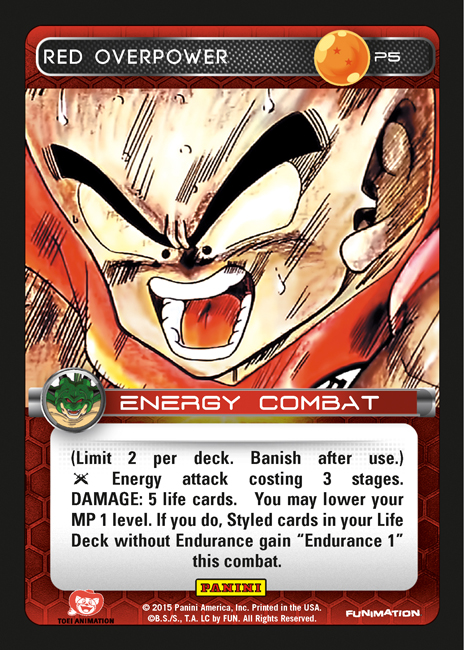 RED OVERPOWER P5
ENERGY COMBAT
(Limit 2 per deck. Banish after use.)
Energy attack costing 3 stages.
DAMAGE: 5 life cards. You may lower your
MP 1 level. If you do, Styled cards in your Life
Deck without Endurance gain “Endurance 1”
this combat.
PANINI
TOEI ANIMATION
© 2015 Panini America, Inc. Printed in the USA.
©B.S./S., T.A. LC by FUN. All Rights Reserved.
FUNIMATION